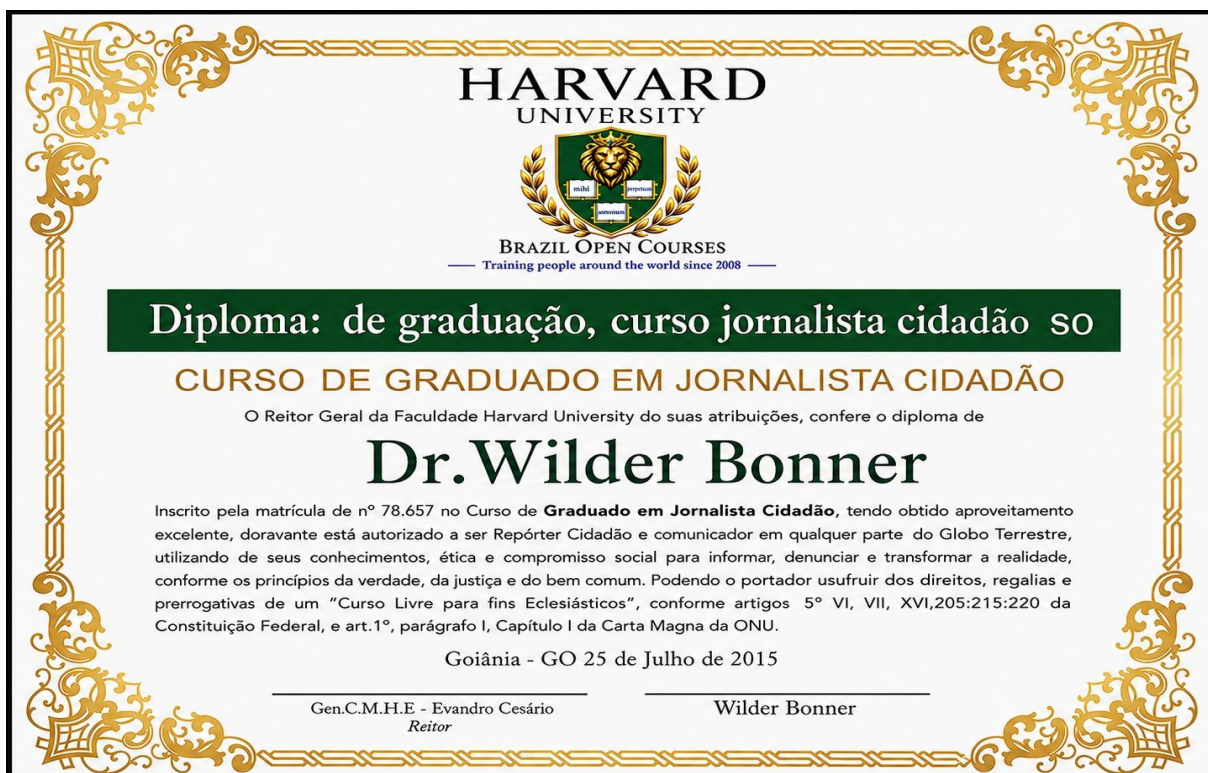 HARVARD
UNIVERSITY
mihi
perpetuum
somnium
BRAZIL OPEN COURSES
Training people around the world since 2008
Diploma: de graduação, curso jornalista cidadão SO
CURSO DE GRADUADO EM JORNALISTA CIDADÃO
O Reitor Geral da Faculdade Harvard University do suas atribuições, confere o diploma de
Dr.Wilder Bonner
Inscrito pela matrícula de nº 78.657 no Curso de Graduado em Jornalista Cidadão, tendo obtido aproveitamento
excelente, doravante está autorizado a ser Repórter Cidadão e comunicador em qualquer parte do Globo Terrestre,
utilizando de seus conhecimentos, ética e compromisso social para informar, denunciar e transformar a realidade,
conforme os princípios da verdade, da justiça e do bem comum. Podendo o portador usufruir dos direitos, regalias e
prerrogativas de um “Curso Livre para fins Eclesiásticos”, conforme artigos 5º VI, VII, XVI,205:215:220 da
Constituição Federal, e art.1º, parágrafo I, Capítulo I da Carta Magna da ONU.
Goiânia - GO 25 de Julho de 2015
Gen.C.M.H.E - Evandro Cesário
Reitor
Wilder Bonner